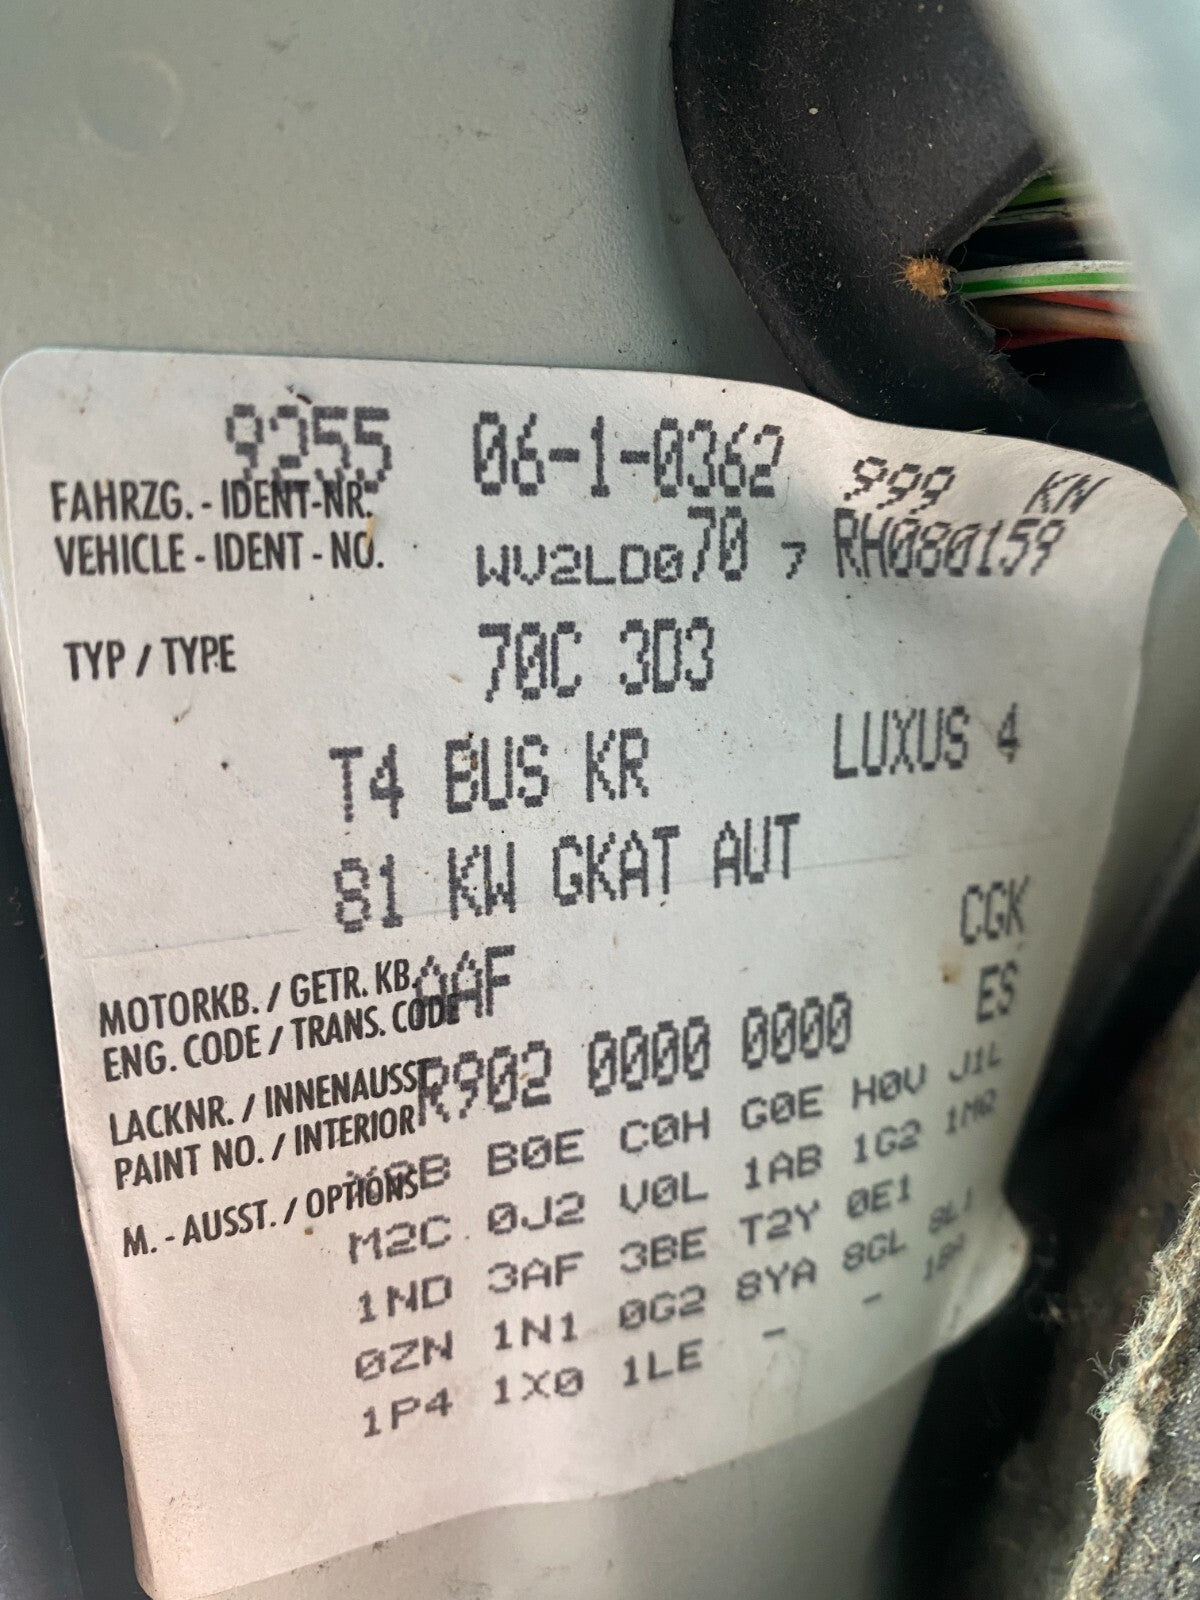 9255 06-1-0362 999 KN
FAHRZG. - IDENT-NR.
VEHICLE - IDENT - NO. WV2LD070 7 RH080159
TYP / TYPE 70C 3D3
T4 BUS KR LUXUS 4
81 KW GKAT AUT
MOTORKB. / GETR. KB. AAF CGK
ENG. CODE / TRANS. CODE
LACKNR. / INNENAUSST. R902 0000 0000 ES
PAINT NO. / INTERIOR
M. - AUSST. / OPTIONS B0E C0H G0E H0V J1L
M2C 0J2 V0L 1AB 1G2
1ND 3AF 3BE T2Y 0E1
0ZN 1N1 0G2 8YA 8GL
1P4 1X0 1LE - -